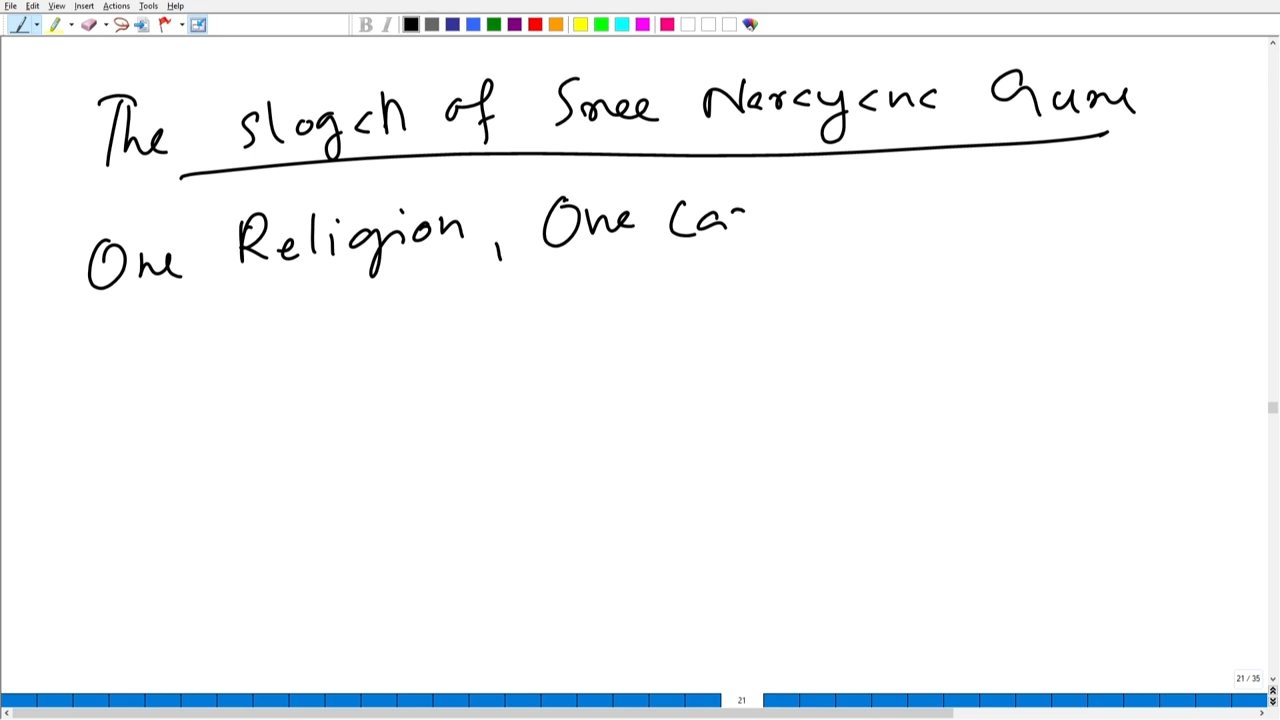 File Edit View Insert Actions Tools Help
B I
The slogan of Sree Narayana Guru
One Religion, One Ca
21 / 35
21